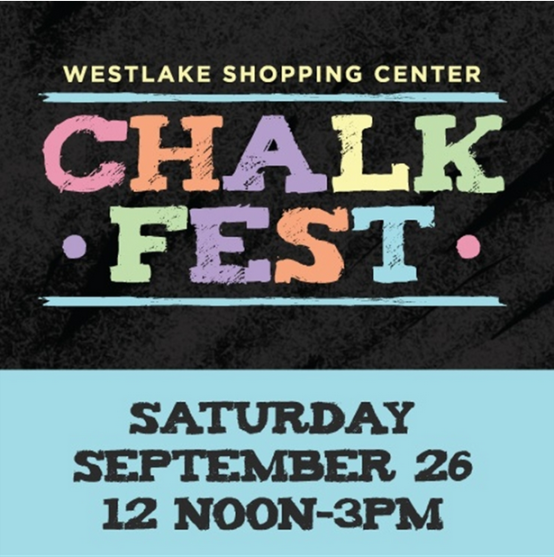 WESTLAKE SHOPPING CENTER
CHALK
FEST
SATURDAY
SEPTEMBER 26
12 NOON-3PM